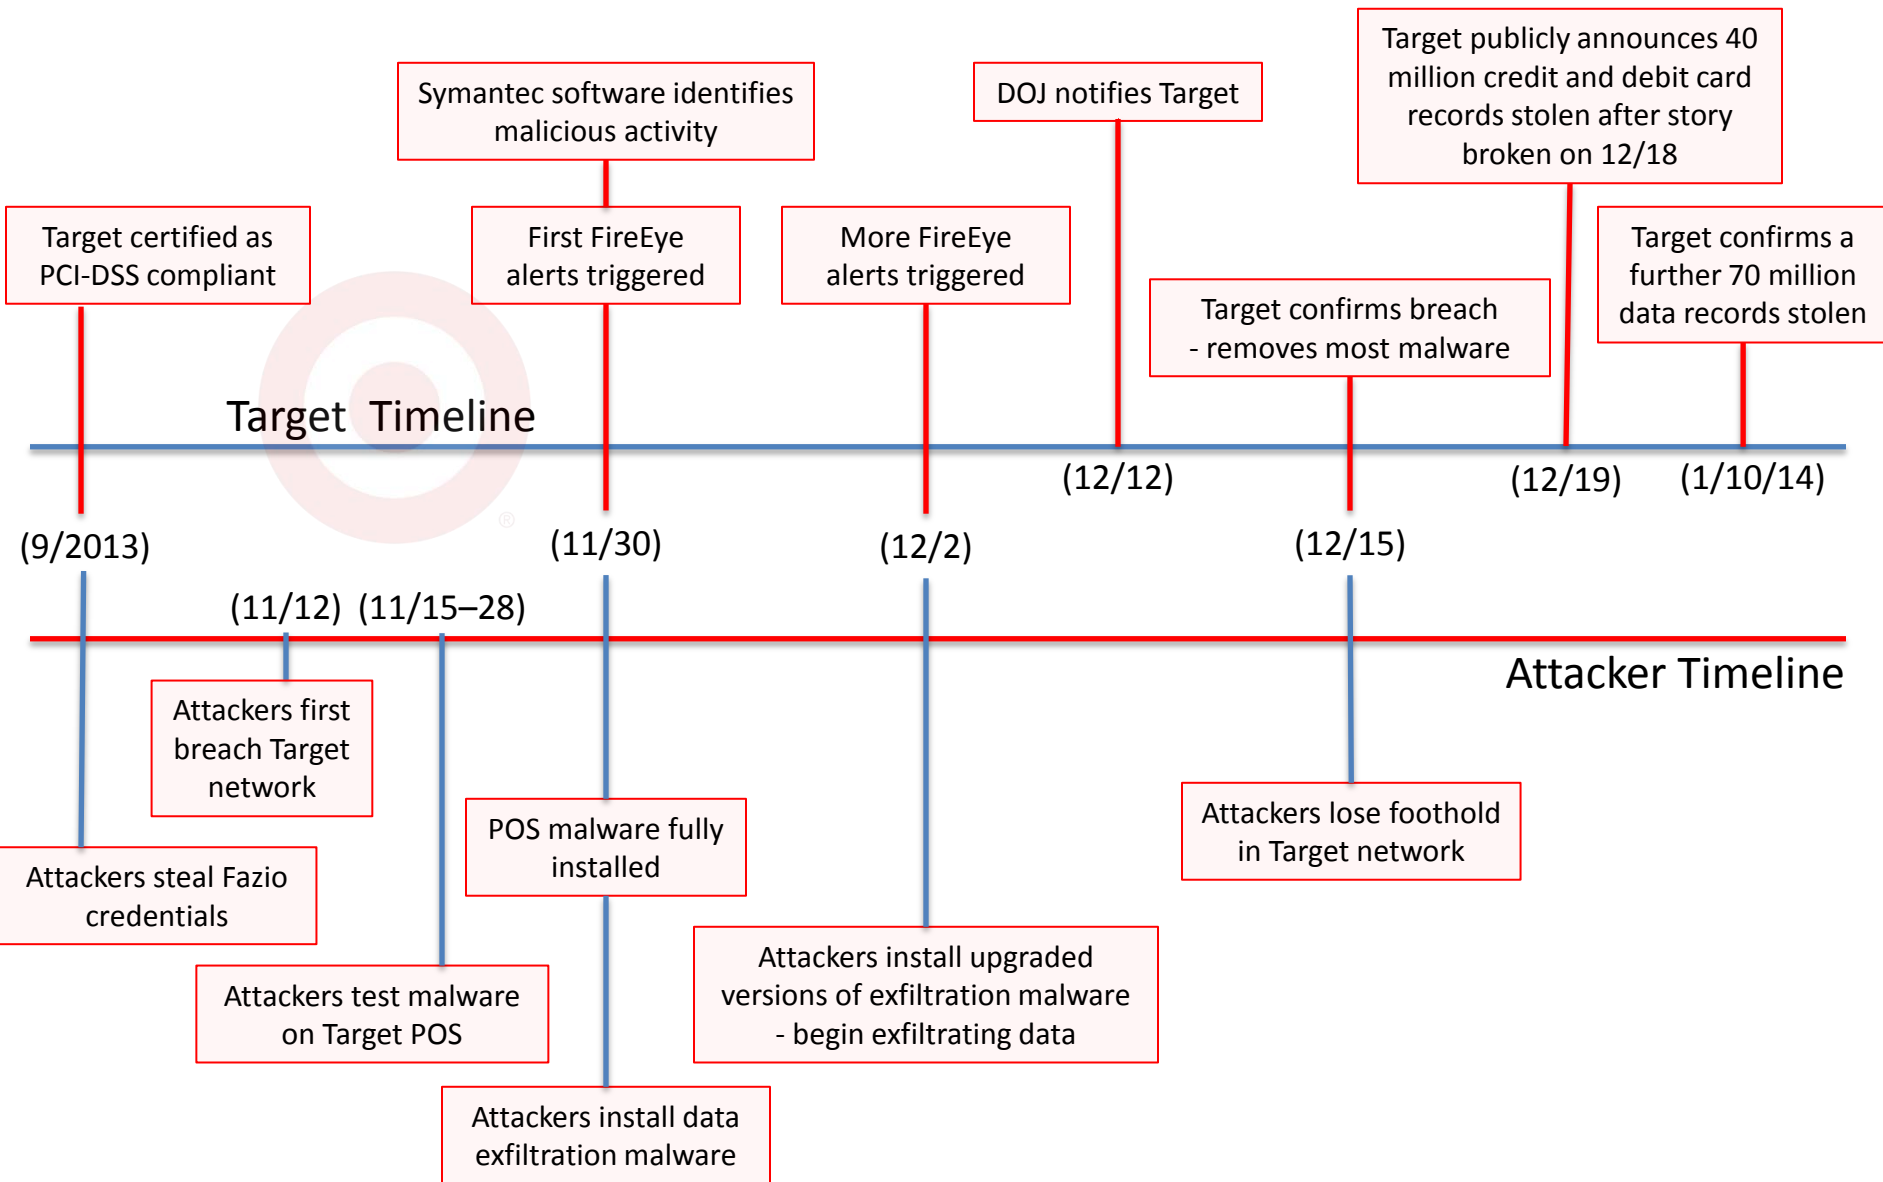 Target publicly announces 40
million credit and debit card
records stolen after story
broken on 12/18
Symantec software identifies
malicious activity
DOJ notifies Target
Target certified as
PCI-DSS compliant
First FireEye
alerts triggered
More FireEye
alerts triggered
Target confirms a
further 70 million
data records stolen
Target confirms breach
- removes most malware
Target Timeline
(12/12)
(12/19)
(1/10/14)
®
(9/2013)
(11/30)
(12/2)
(12/15)
(11/12)
(11/15–28)
Attacker Timeline
Attackers first
breach Target
network
POS malware fully
installed
Attackers lose foothold
in Target network
Attackers steal Fazio
credentials
Attackers install upgraded
versions of exfiltration malware
- begin exfiltrating data
Attackers test malware
on Target POS
Attackers install data
exfiltration malware